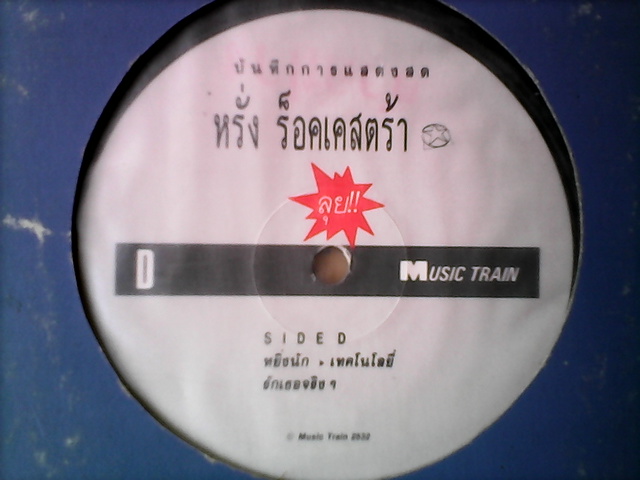 บันทึกการแสดงสด
หรั่ง ร็อคเคสตร้า
ลุย!!
D MUSIC TRAIN
SIDE D
หยิ่งนัก • เทคโนโลยี่
รักเธอจริง ๆ
© Music Train 2532